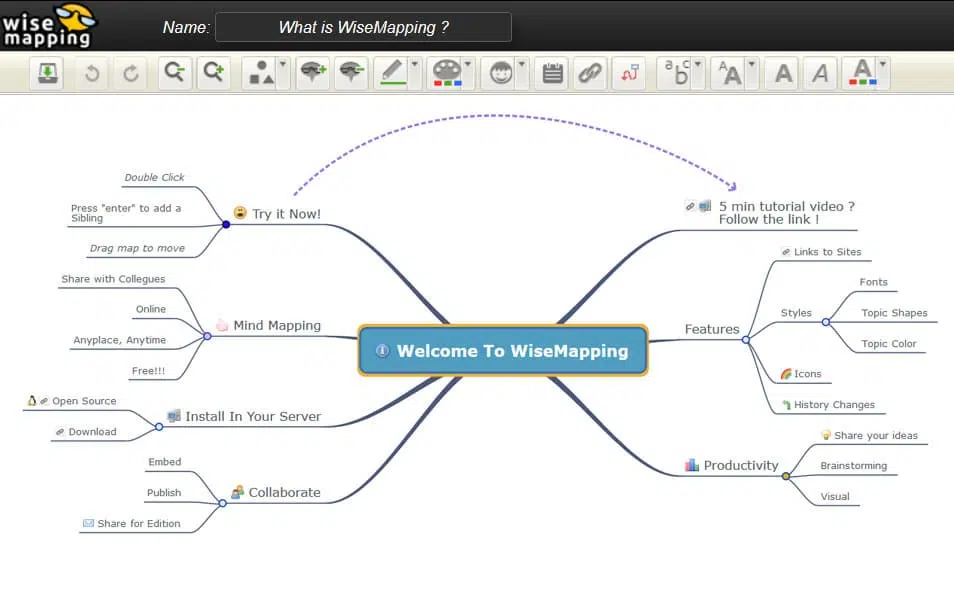 wise
mapping
Name: What is WiseMapping ?
Double Click
Press "enter" to add a
Sibling
Drag map to move
Try it Now!
Share with Collegues
Online
Anyplace, Anytime
Free!!!
Mind Mapping
Open Source
Download
Install In Your Server
Embed
Publish
Share for Edition
Collaborate
Welcome To WiseMapping
5 min tutorial video ?
Follow the link !
Features
Links to Sites
Styles
Fonts
Topic Shapes
Topic Color
Icons
History Changes
Productivity
Share your ideas
Brainstorming
Visual